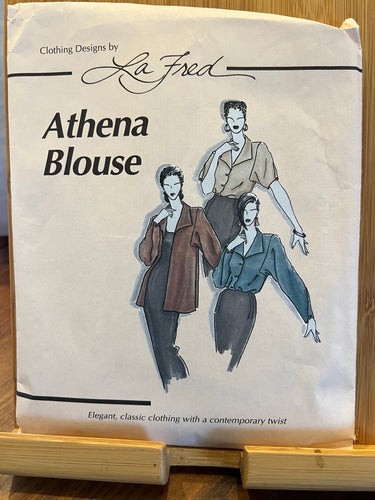 Clothing Designs by
La Fred
Athena
Blouse
Elegant, classic clothing with a contemporary twist